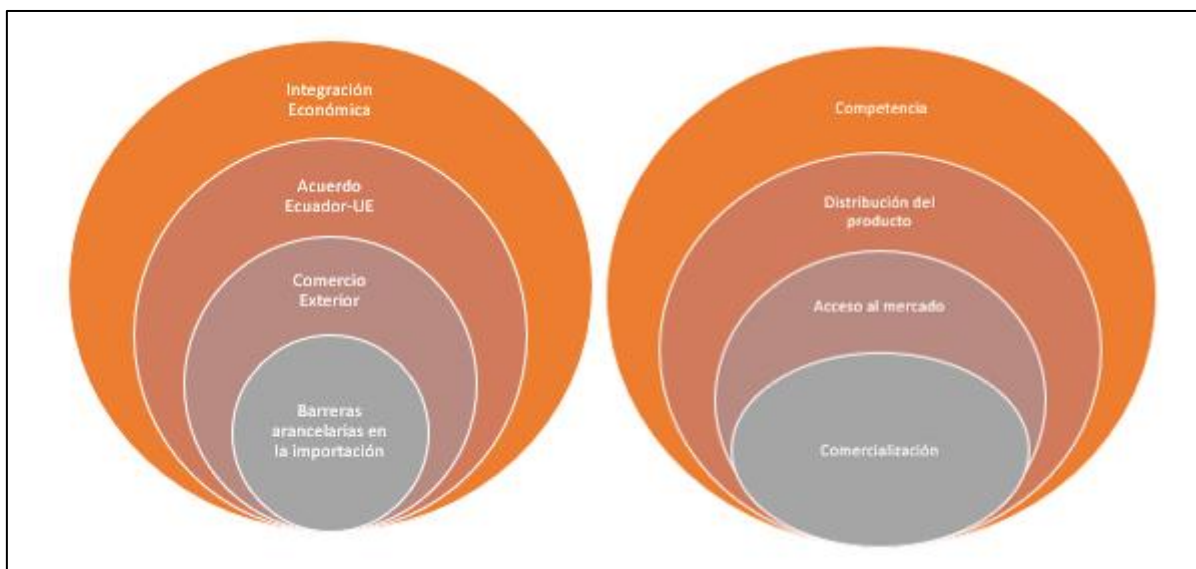 Integración
Económica
Acuerdo
Ecuador-UE
Comercio
Exterior
Barreras
arancelarias en
la importación
Competencia
Distribución del
producto
Acceso al mercado
Comercialización